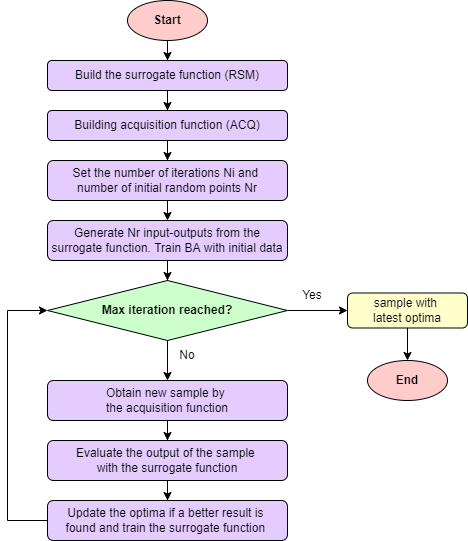 Start
Build the surrogate function (RSM)
Building acquisition function (ACQ)
Set the number of iterations Ni and
number of initial random points Nr
Generate Nr input-outputs from the
surrogate function. Train BA with initial data
Max iteration reached?
Yes
sample with
latest optima
End
No
Obtain new sample by
the acquisition function
Evaluate the output of the sample
with the surrogate function
Update the optima if a better result is
found and train the surrogate function